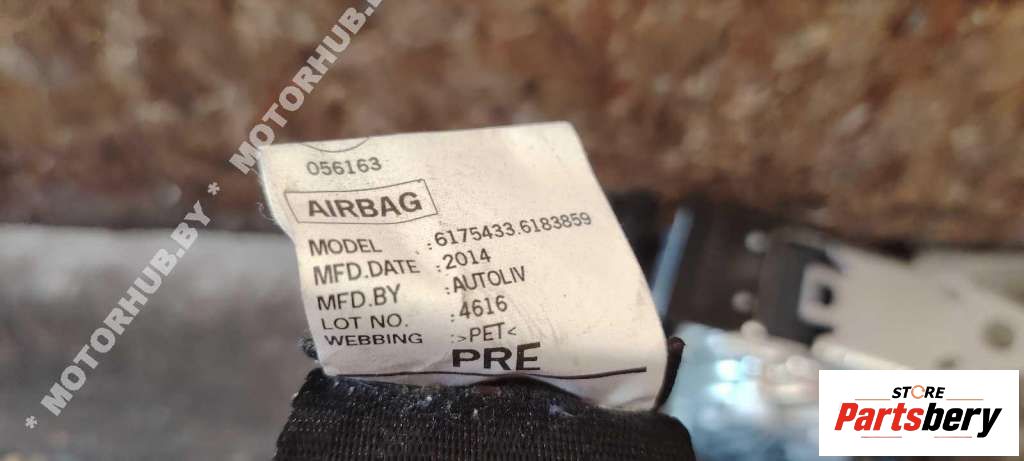 * MOTORHUB.BY * MOTORHUB.BY
056163
AIRBAG
MODEL :6175433.6183859
MFD.DATE :2014
MFD.BY :AUTOLIV
LOT NO. :4616
WEBBING :>PET<
PRE
STORE
Partsbery